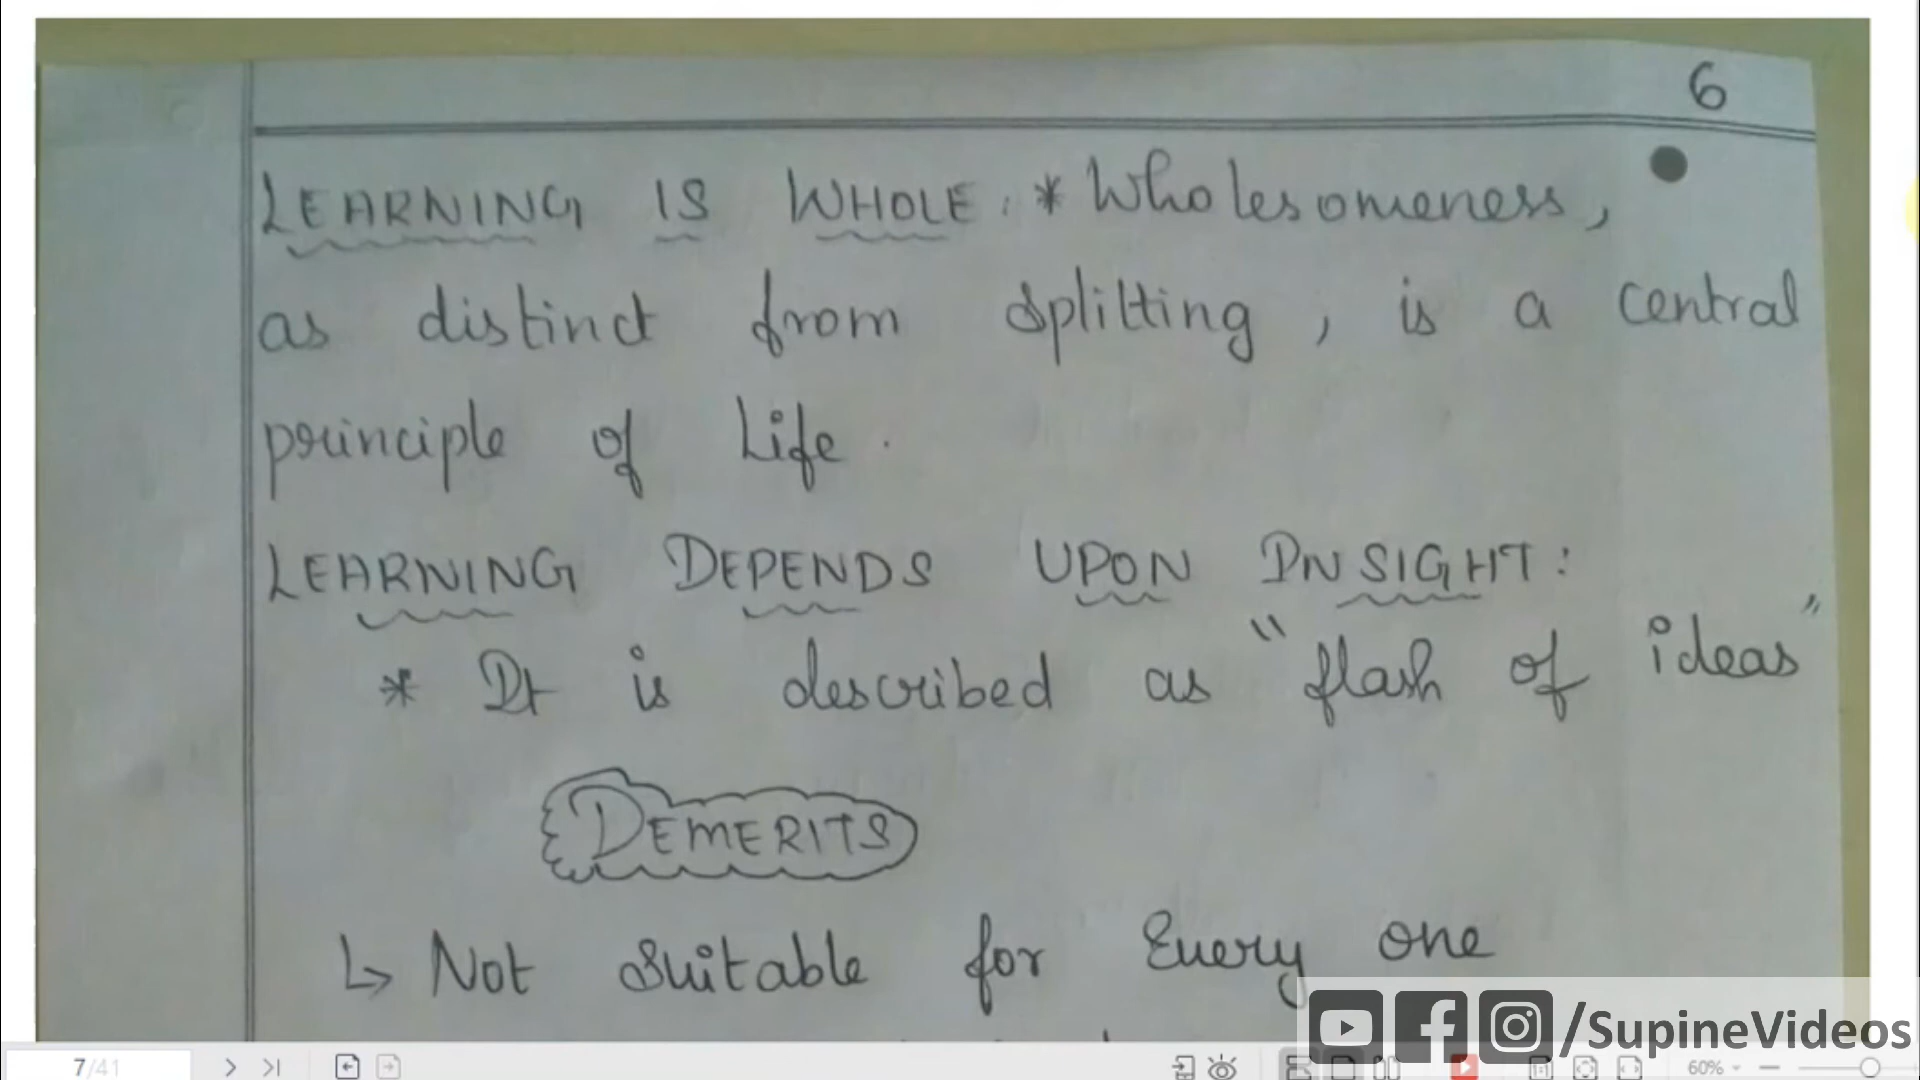 6
LEARNING IS WHOLE: * Wholesomeness,
as distinct from splitting, is a central
principle of Life.
LEARNING DEPENDS UPON INSIGHT:
* It is described as "flash of ideas"
DEMERITS
↳ Not suitable for Every one
/SupineVideos
7/41
60%